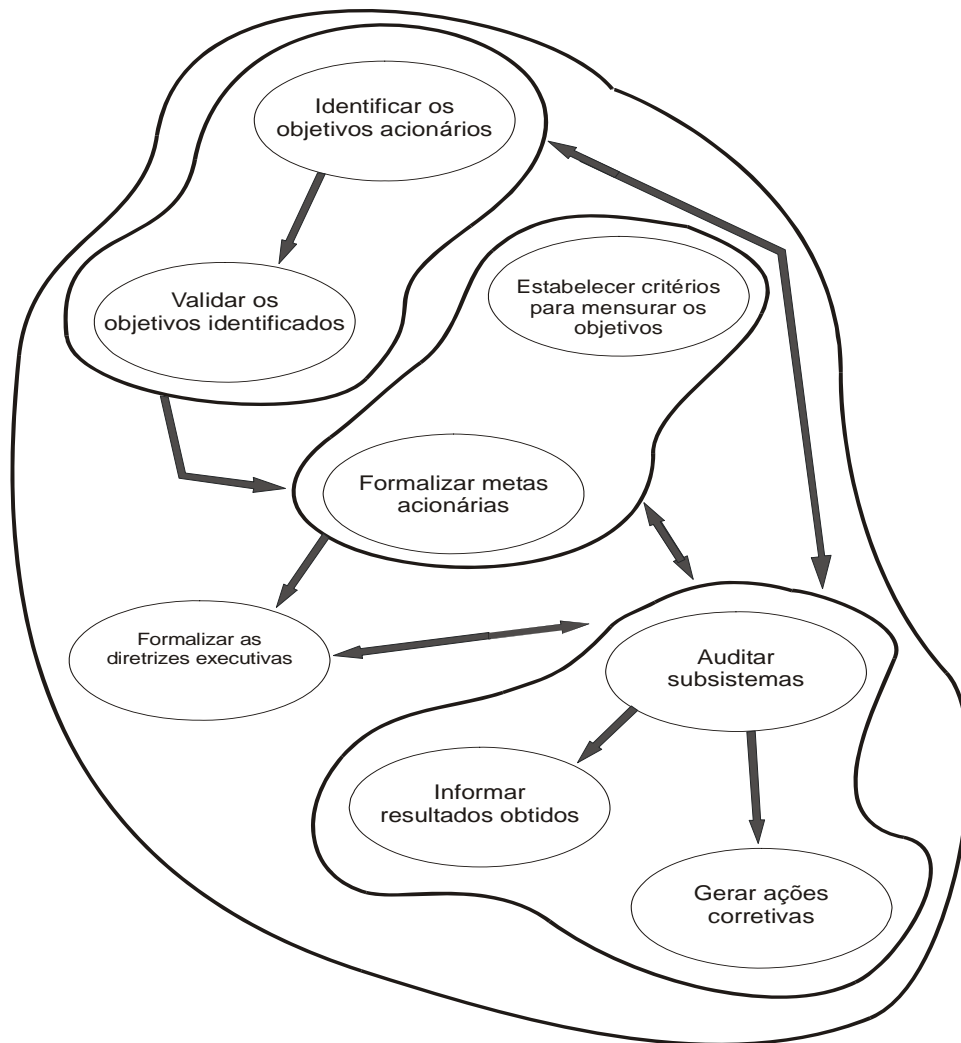 Identificar os
objetivos acionários
Validar os
objetivos identificados
Estabelecer critérios
para mensurar os
objetivos
Formalizar metas
acionárias
Formalizar as
diretrizes executivas
Auditar
subsistemas
Informar
resultados obtidos
Gerar ações
corretivas